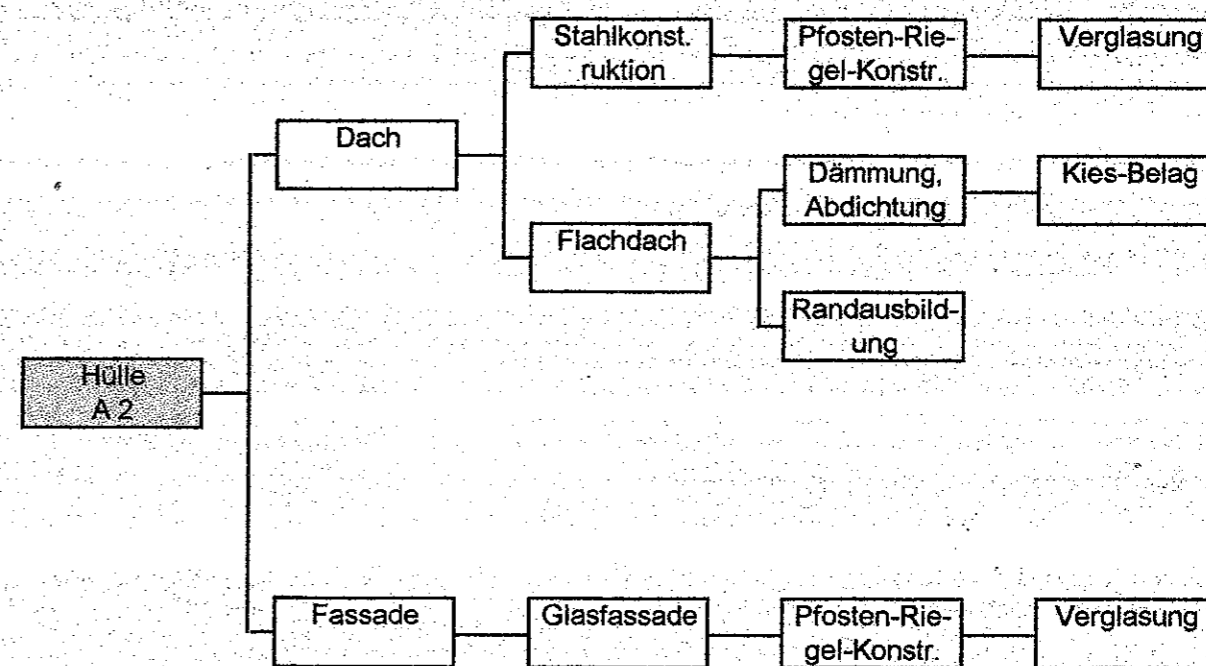 Stahlkonst.
ruktion
Pfosten-Rie-
gel-Konstr.
Verglasung
Dach
Dämmung,
Abdichtung
Kies-Belag
Flachdach
Randausbild-
ung
Hülle
A 2
Fassade
Glasfassade
Pfosten-Rie-
gel-Konstr.
Verglasung